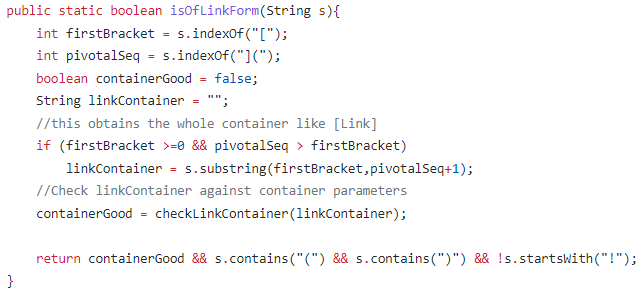 public static boolean isOfLinkForm(String s){
    int firstBracket = s.indexOf("[");
    int pivotalSeq = s.indexOf("](");
    boolean containerGood = false;
    String linkContainer = "";
    //this obtains the whole container like [Link]
    if (firstBracket >=0 && pivotalSeq > firstBracket)
        linkContainer = s.substring(firstBracket,pivotalSeq+1);
    //Check linkContainer against container parameters
    containerGood = checkLinkContainer(linkContainer);

    return containerGood && s.contains("(") && s.contains(")") && !s.startsWith("!");
}